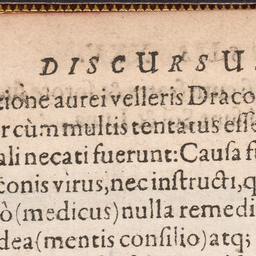 DISCURSU
tione aurei velleris Draco
r cùm multis tentatus esse
ali necati fuerunt: Causa f
conis virus, nec instructi, q
ò (medicus) nulla remedi
dea (mentis consilio) atq;